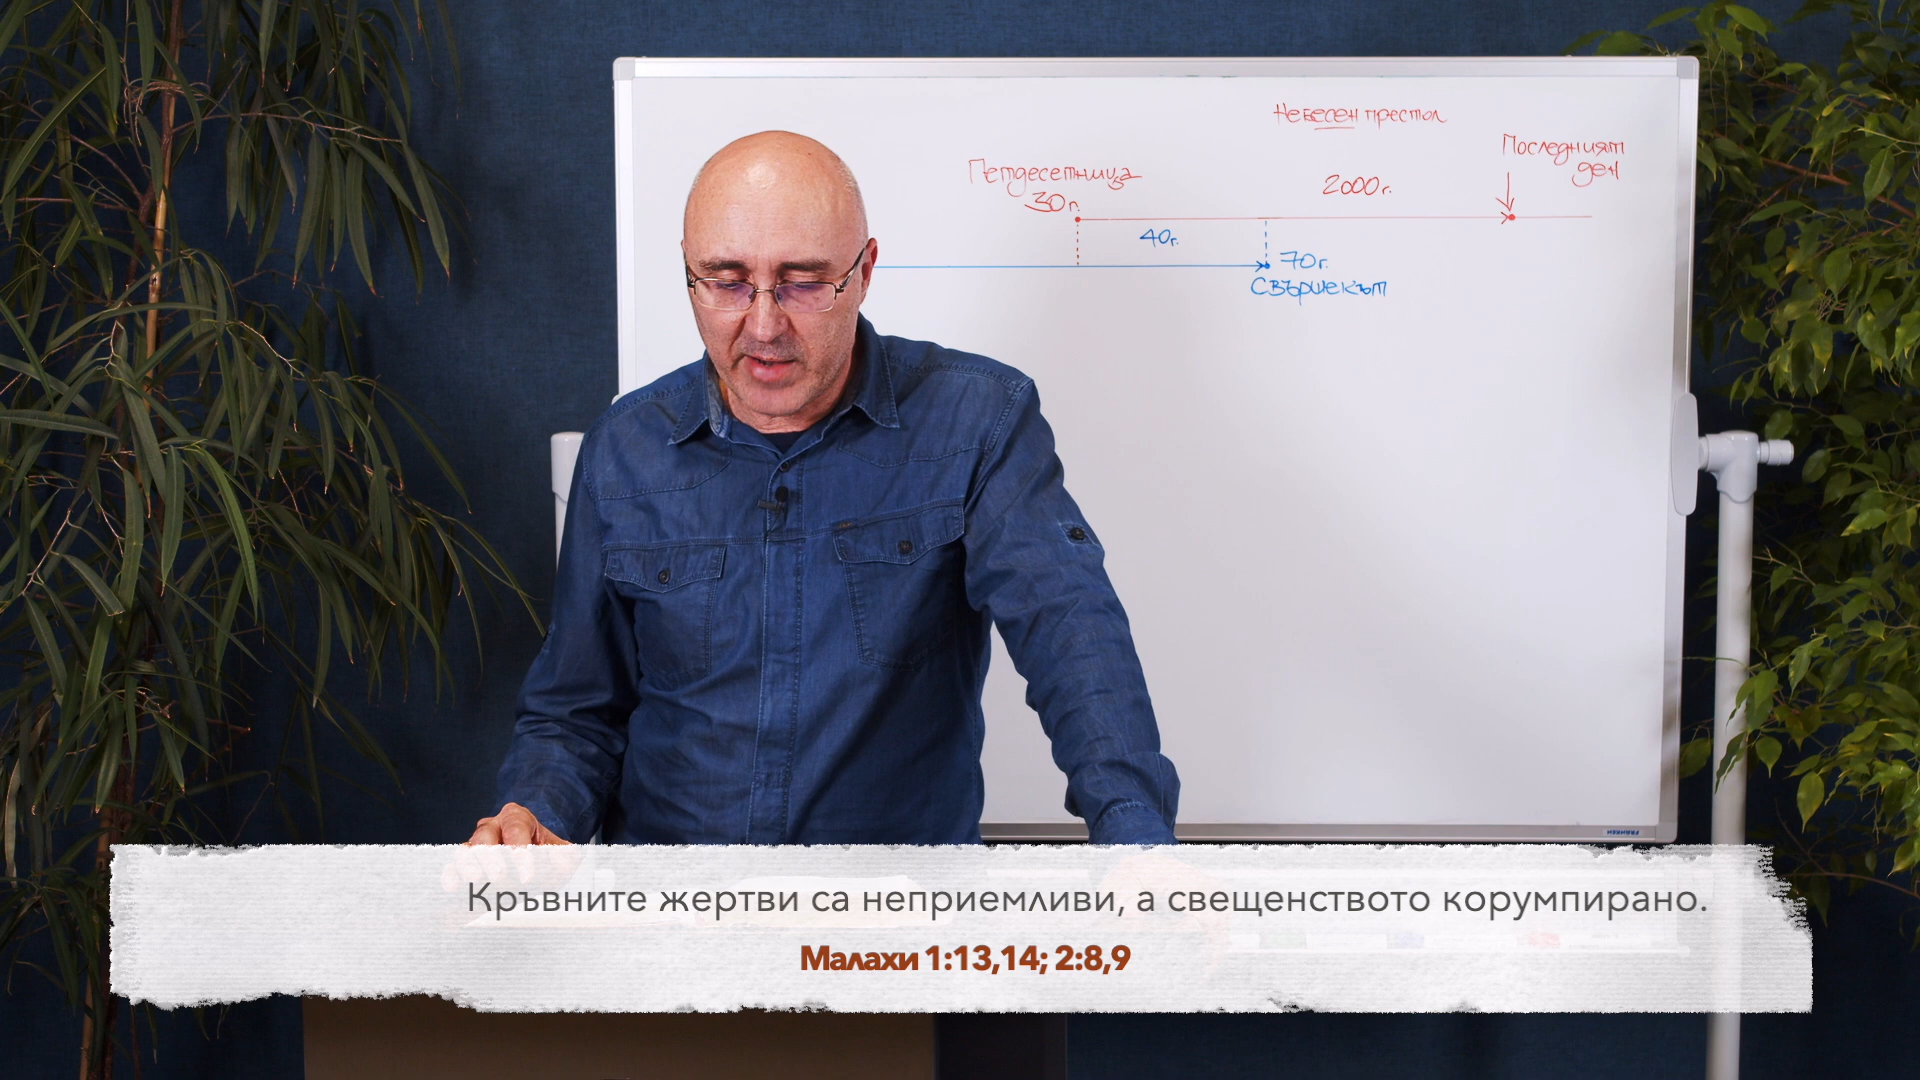 Небесен престол
Последният
ден
Петдесетница
30г.
2000г.
40г.
70г.
Свършекът
FRANKEN
Кръвните жертви са неприемливи, а свещенството корумпирано.
Малахи 1:13,14; 2:8,9